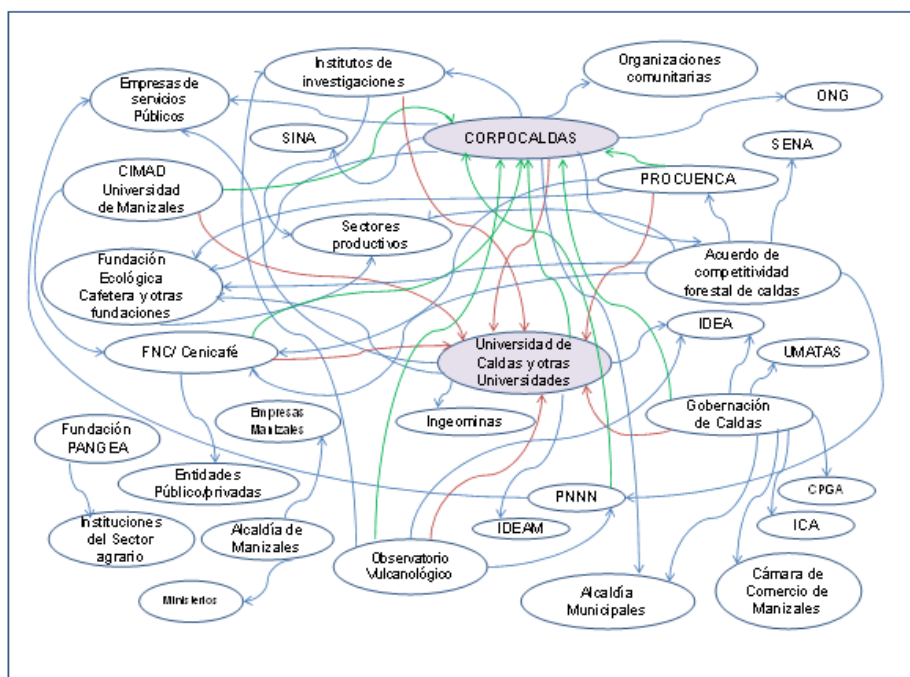 Institutos de
investigaciones
Organizaciones
comunitarias
Empresas de
servicios
Públicos
ONG
SINA
CORPOCALDAS
SENA
CIMAD
Universidad
de Manizales
PROCUENCA
Sectores
productivos
Fundación
Ecológica
Cafetera y otras
fundaciones
Acuerdo de
competitividad
forestal de caldas
IDEA
FNC/ Cenicafé
Universidad de
Caldas y otras
Universidades
UMATAS
Empresas
Manizales
Ingeominas
Gobernación
de Caldas
Fundación
PANGEA
Entidades
Público/privadas
PNNN
CPGA
Instituciones
del Sector
agrario
Alcaldía de
Manizales
IDEAM
ICA
Observatorio
Vulcanológico
Ministerios
Alcaldía
Municipales
Cámara de
Comercio de
Manizales